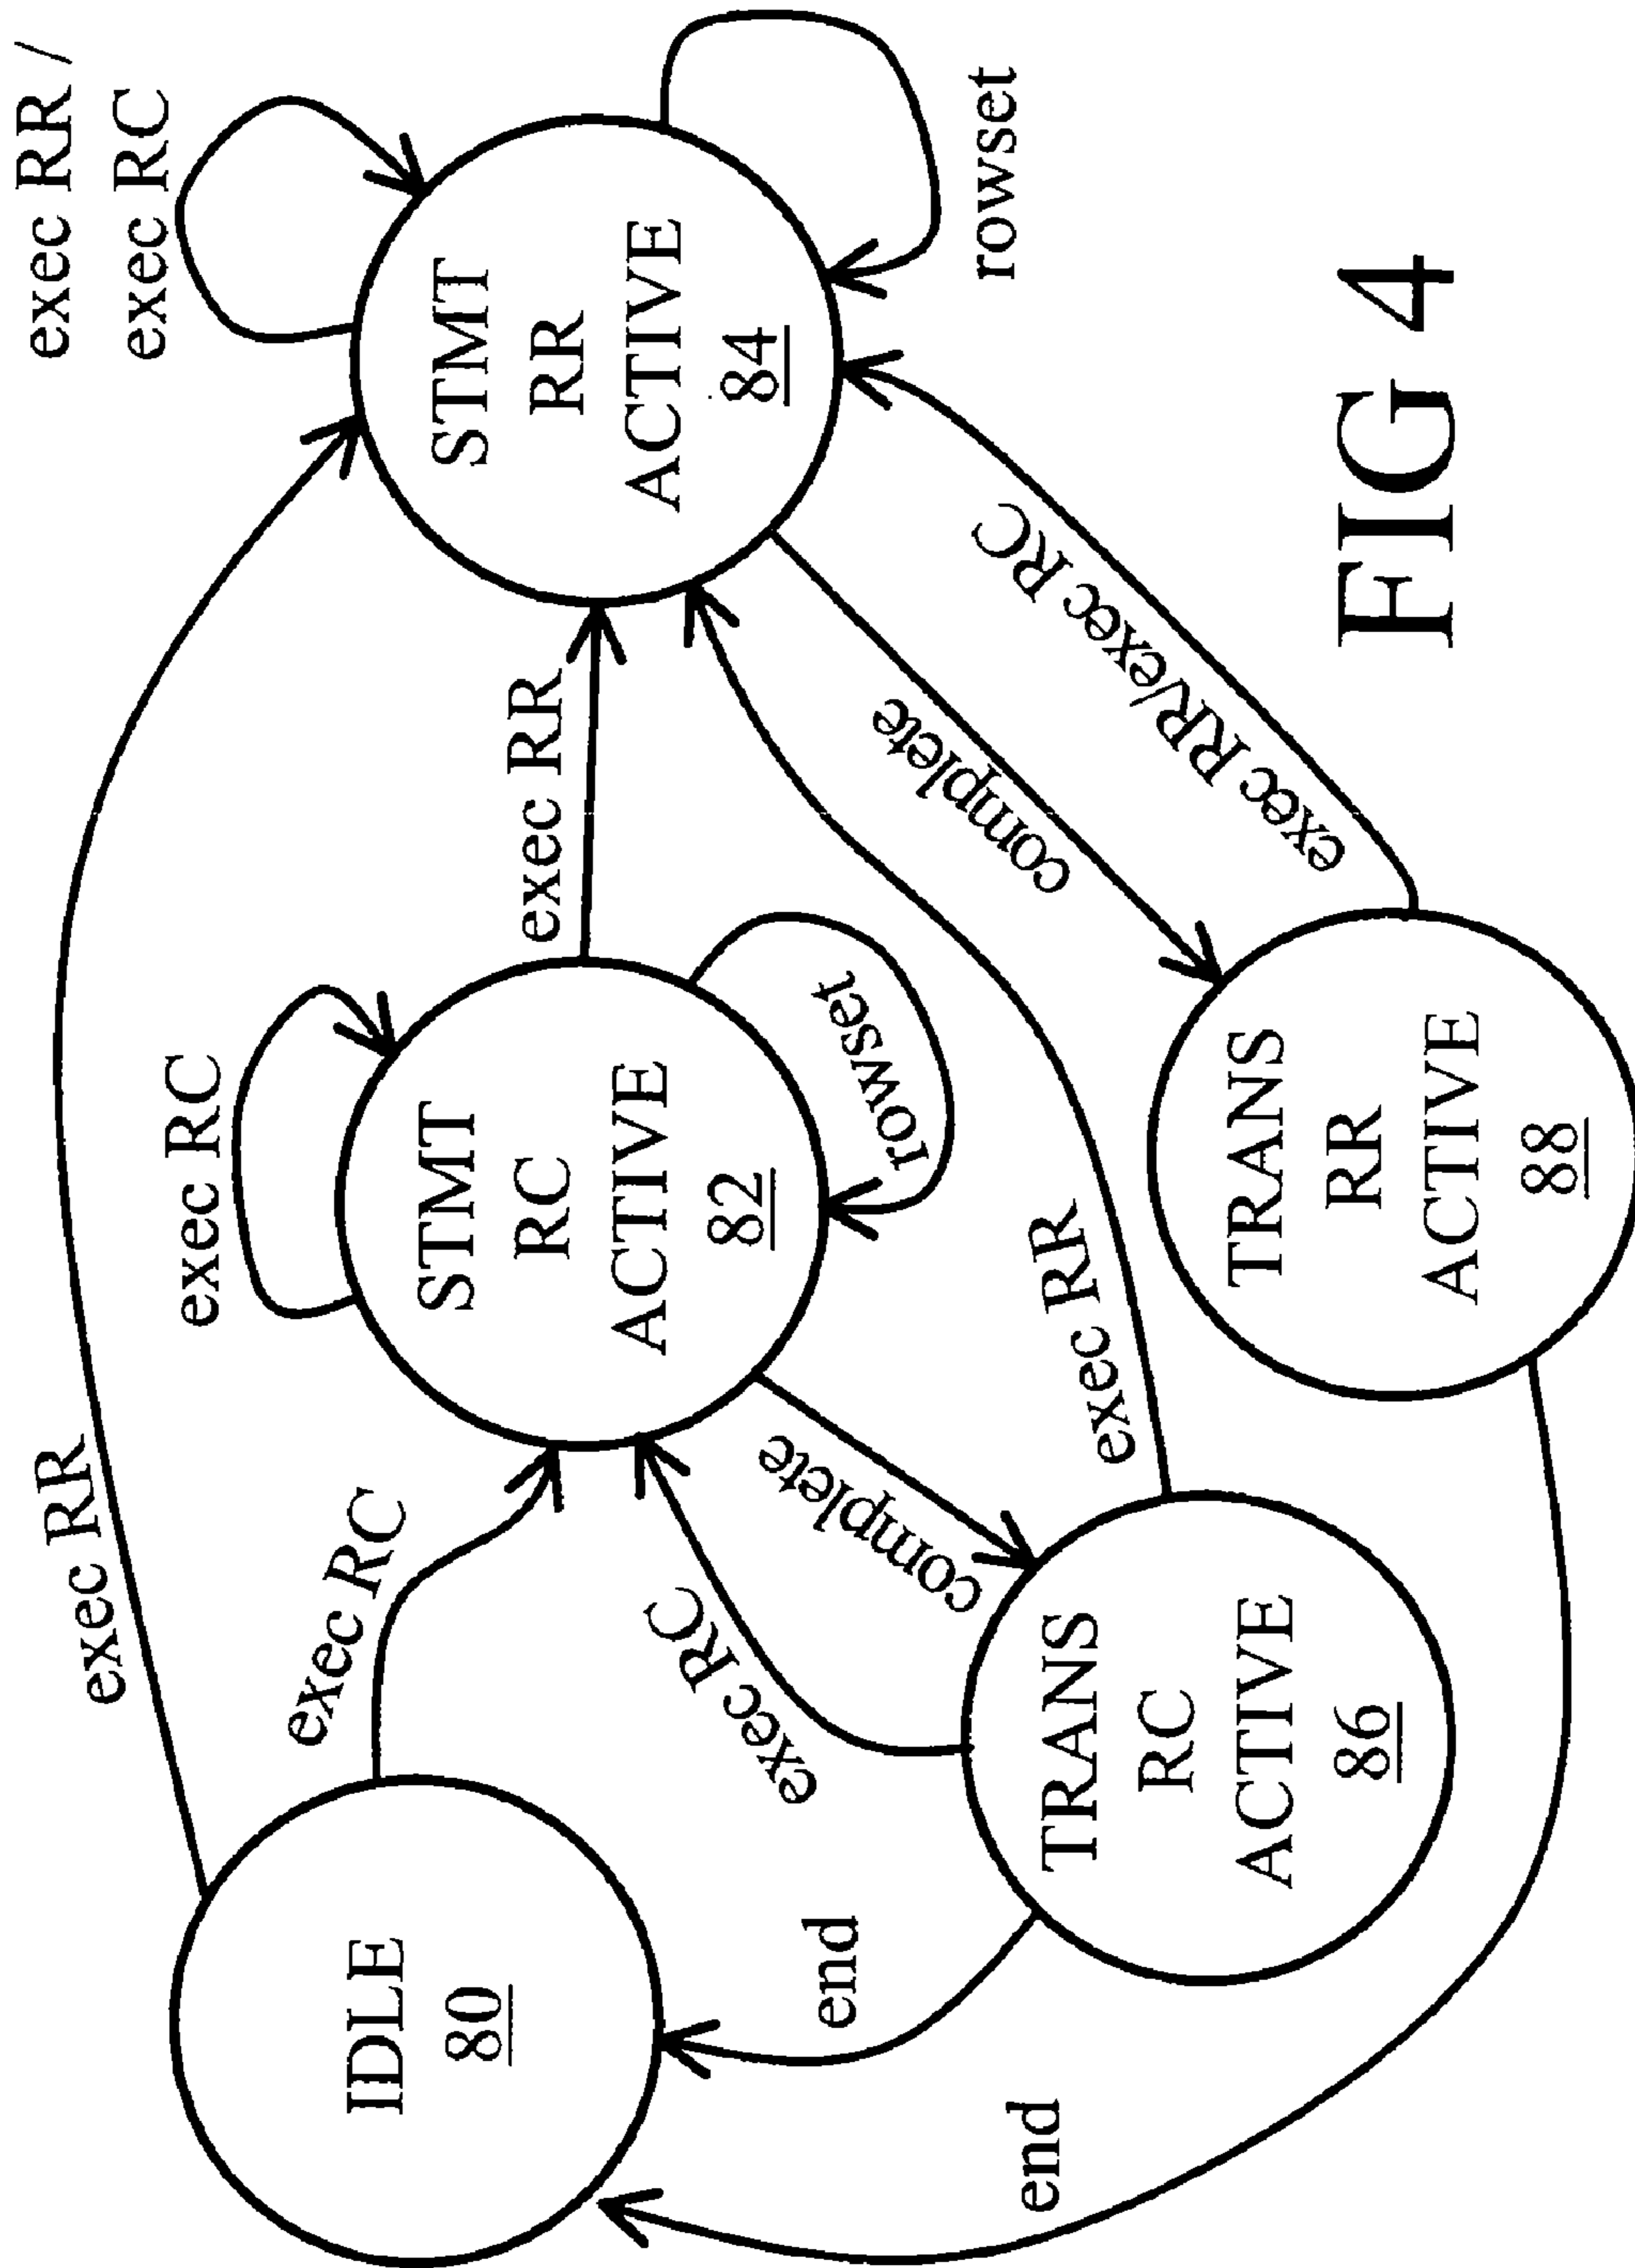 exec RR
exec RR /
exec RC
exec RC
exec RC
IDLE
80
STMT
RC
ACTIVE
82
exec RR
STMT
RR
ACTIVE
84
rowset
rowset
exec RC
complete
complete
end
exec RR
exec RR/exec RC
TRANS
RC
ACTIVE
86
TRANS
RR
ACTIVE
88
end
FIG 4